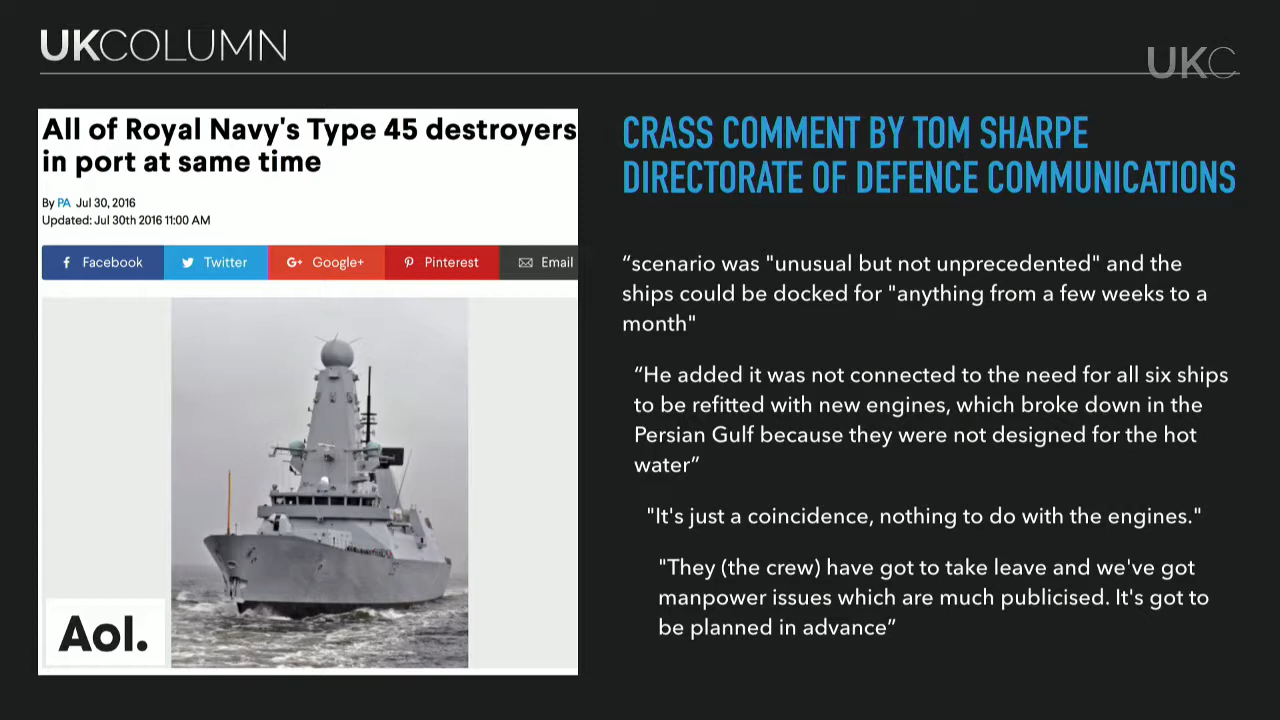 UKCOLUMN
UKC
All of Royal Navy's Type 45 destroyers
in port at same time
By PA Jul 30, 2016
Updated: Jul 30th 2016 11:00 AM
Facebook Twitter Google+ Pinterest Email
Aol.
CRASS COMMENT BY TOM SHARPE
DIRECTORATE OF DEFENCE COMMUNICATIONS
“scenario was "unusual but not unprecedented" and the
ships could be docked for "anything from a few weeks to a
month"
“He added it was not connected to the need for all six ships
to be refitted with new engines, which broke down in the
Persian Gulf because they were not designed for the hot
water”
"It's just a coincidence, nothing to do with the engines."
"They (the crew) have got to take leave and we've got
manpower issues which are much publicised. It's got to
be planned in advance”